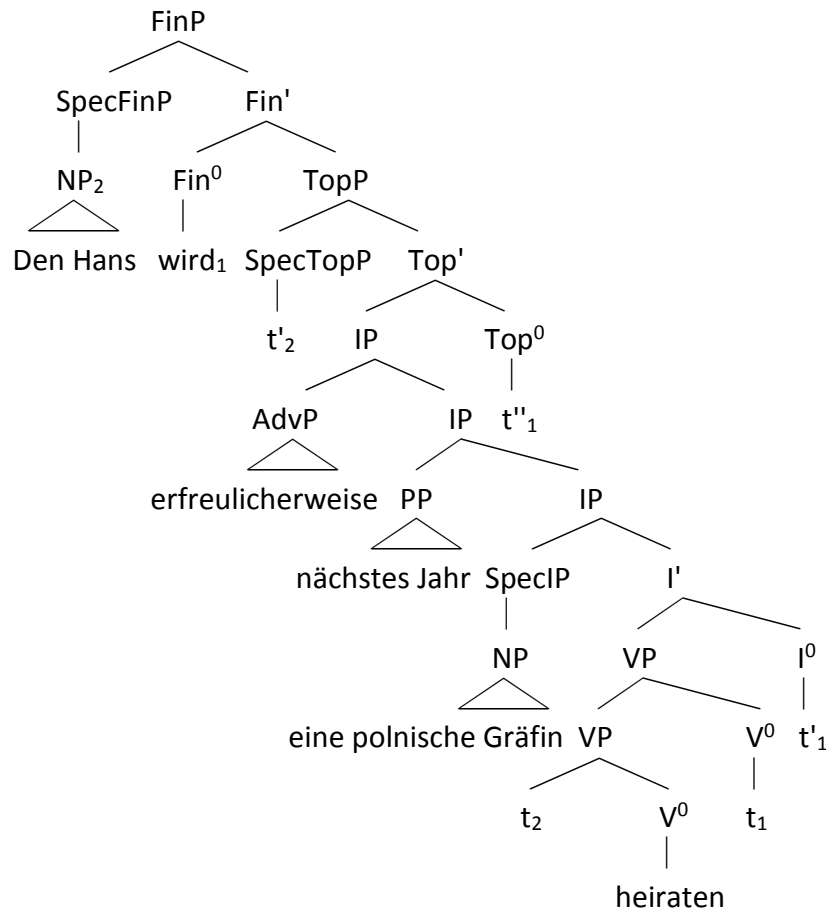 FinP
SpecFinP Fin'
NP₂ Fin⁰ TopP
Den Hans wird₁ SpecTopP Top'
t'₂ IP Top⁰
AdvP IP t''₁
erfreulicherweise PP IP
nächstes Jahr SpecIP I'
NP VP I⁰
eine polnische Gräfin VP V⁰ t'₁
t₂ V⁰ t₁
heiraten